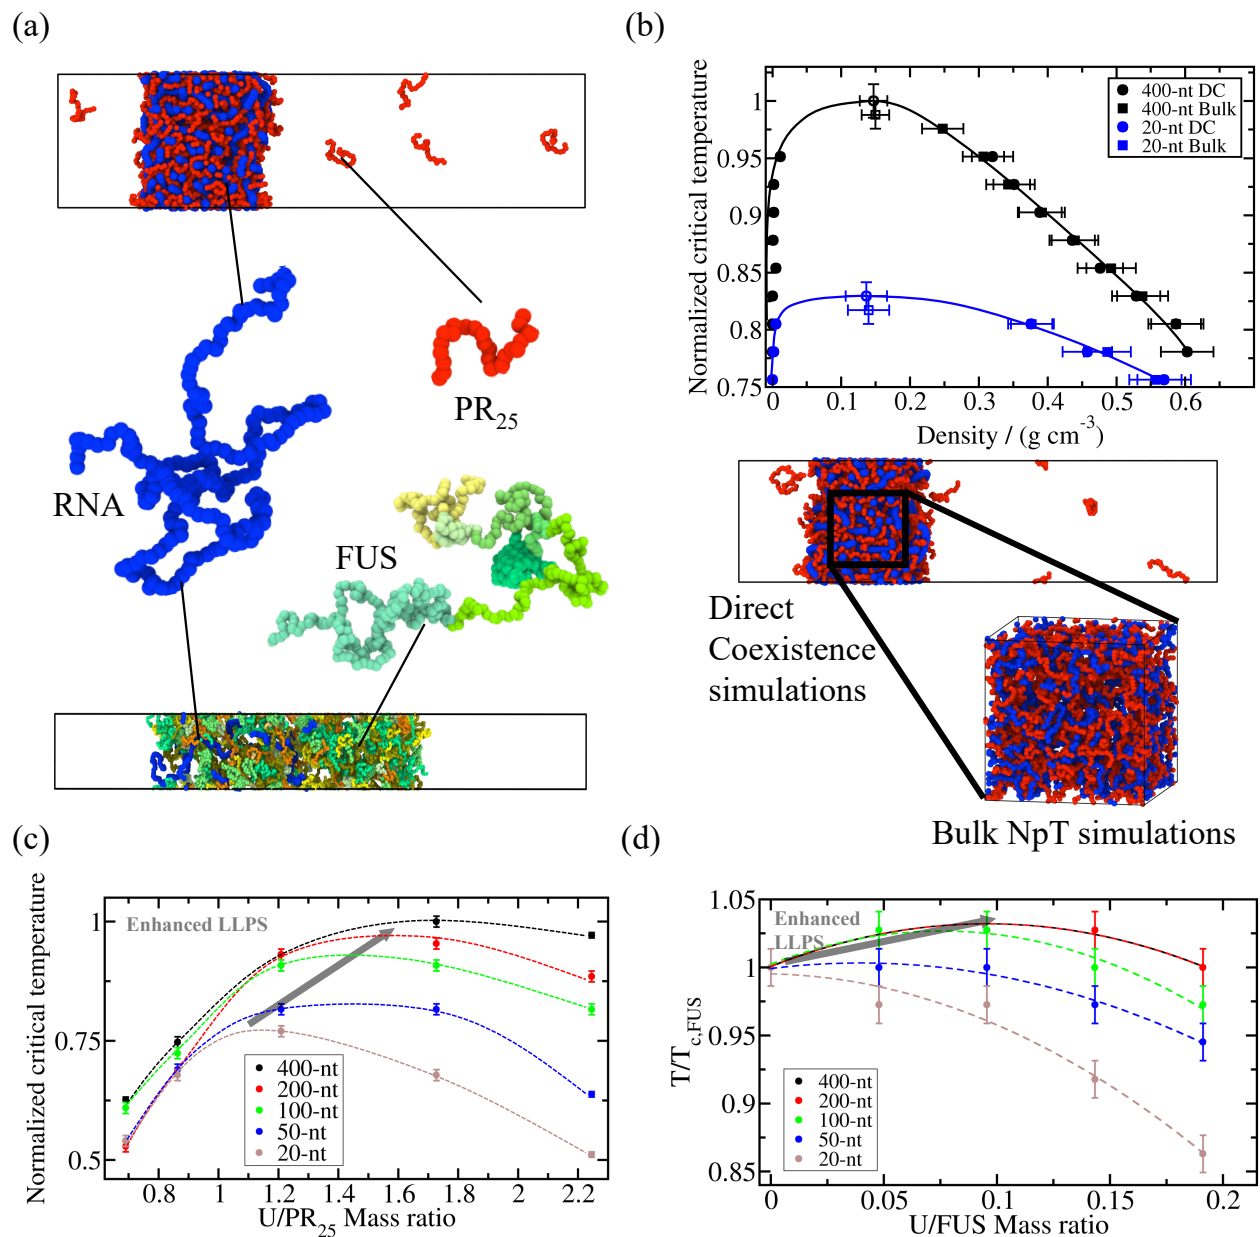 (a)
RNA
PR25
FUS
(b)
Normalized critical temperature
1
0.95
0.9
0.85
0.8
0.75
400-nt DC
400-nt Bulk
20-nt DC
20-nt Bulk
0 0.1 0.2 0.3 0.4 0.5 0.6
Density / (g cm-3)
Direct
Coexistence
simulations
Bulk NpT simulations
(c)
Normalized critical temperature
1
0.75
0.5
Enhanced LLPS
400-nt
200-nt
100-nt
50-nt
20-nt
0.8 1 1.2 1.4 1.6 1.8 2 2.2
U/PR25 Mass ratio
(d)
T/Tc,FUS
1.05
1
0.95
0.9
0.85
Enhanced
LLPS
400-nt
200-nt
100-nt
50-nt
20-nt
0 0.05 0.1 0.15 0.2
U/FUS Mass ratio